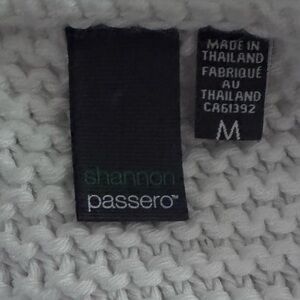 shannon
passero™
MADE IN
THAILAND
FABRIQUÉ
AU
THAILAND
CA61392
M